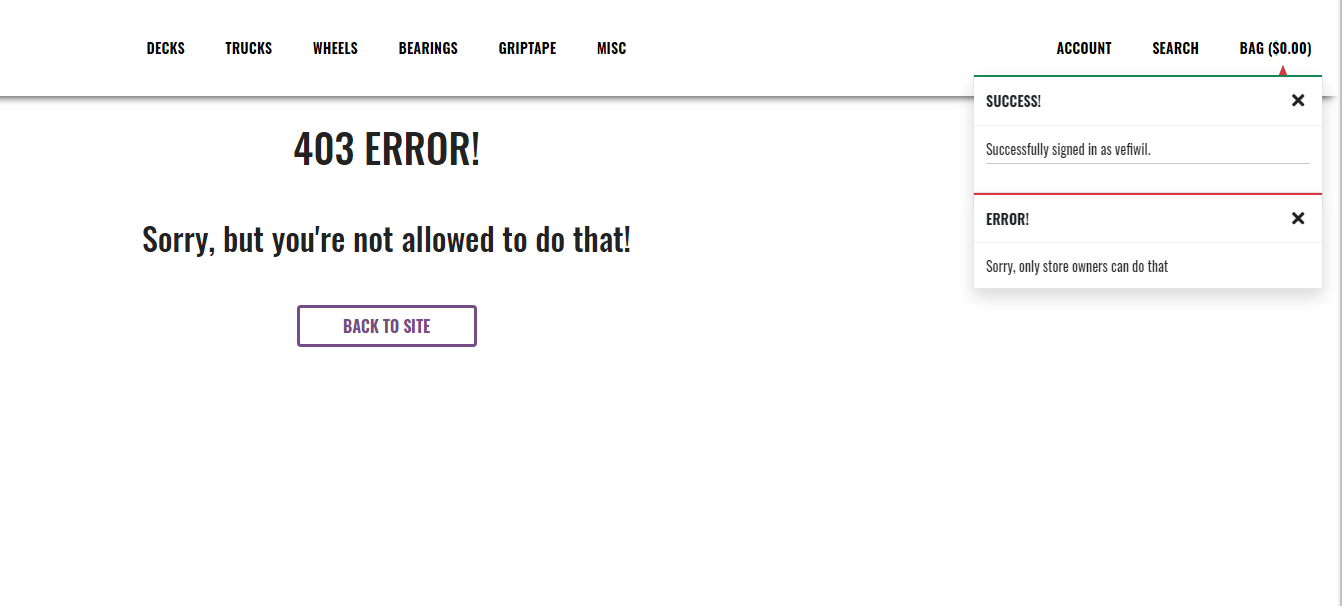 DECKS TRUCKS WHEELS BEARINGS GRIPTAPE MISC ACCOUNT SEARCH BAG ($0.00)
SUCCESS!
Successfully signed in as vefiwil.
ERROR!
Sorry, only store owners can do that
403 ERROR!
Sorry, but you're not allowed to do that!
BACK TO SITE